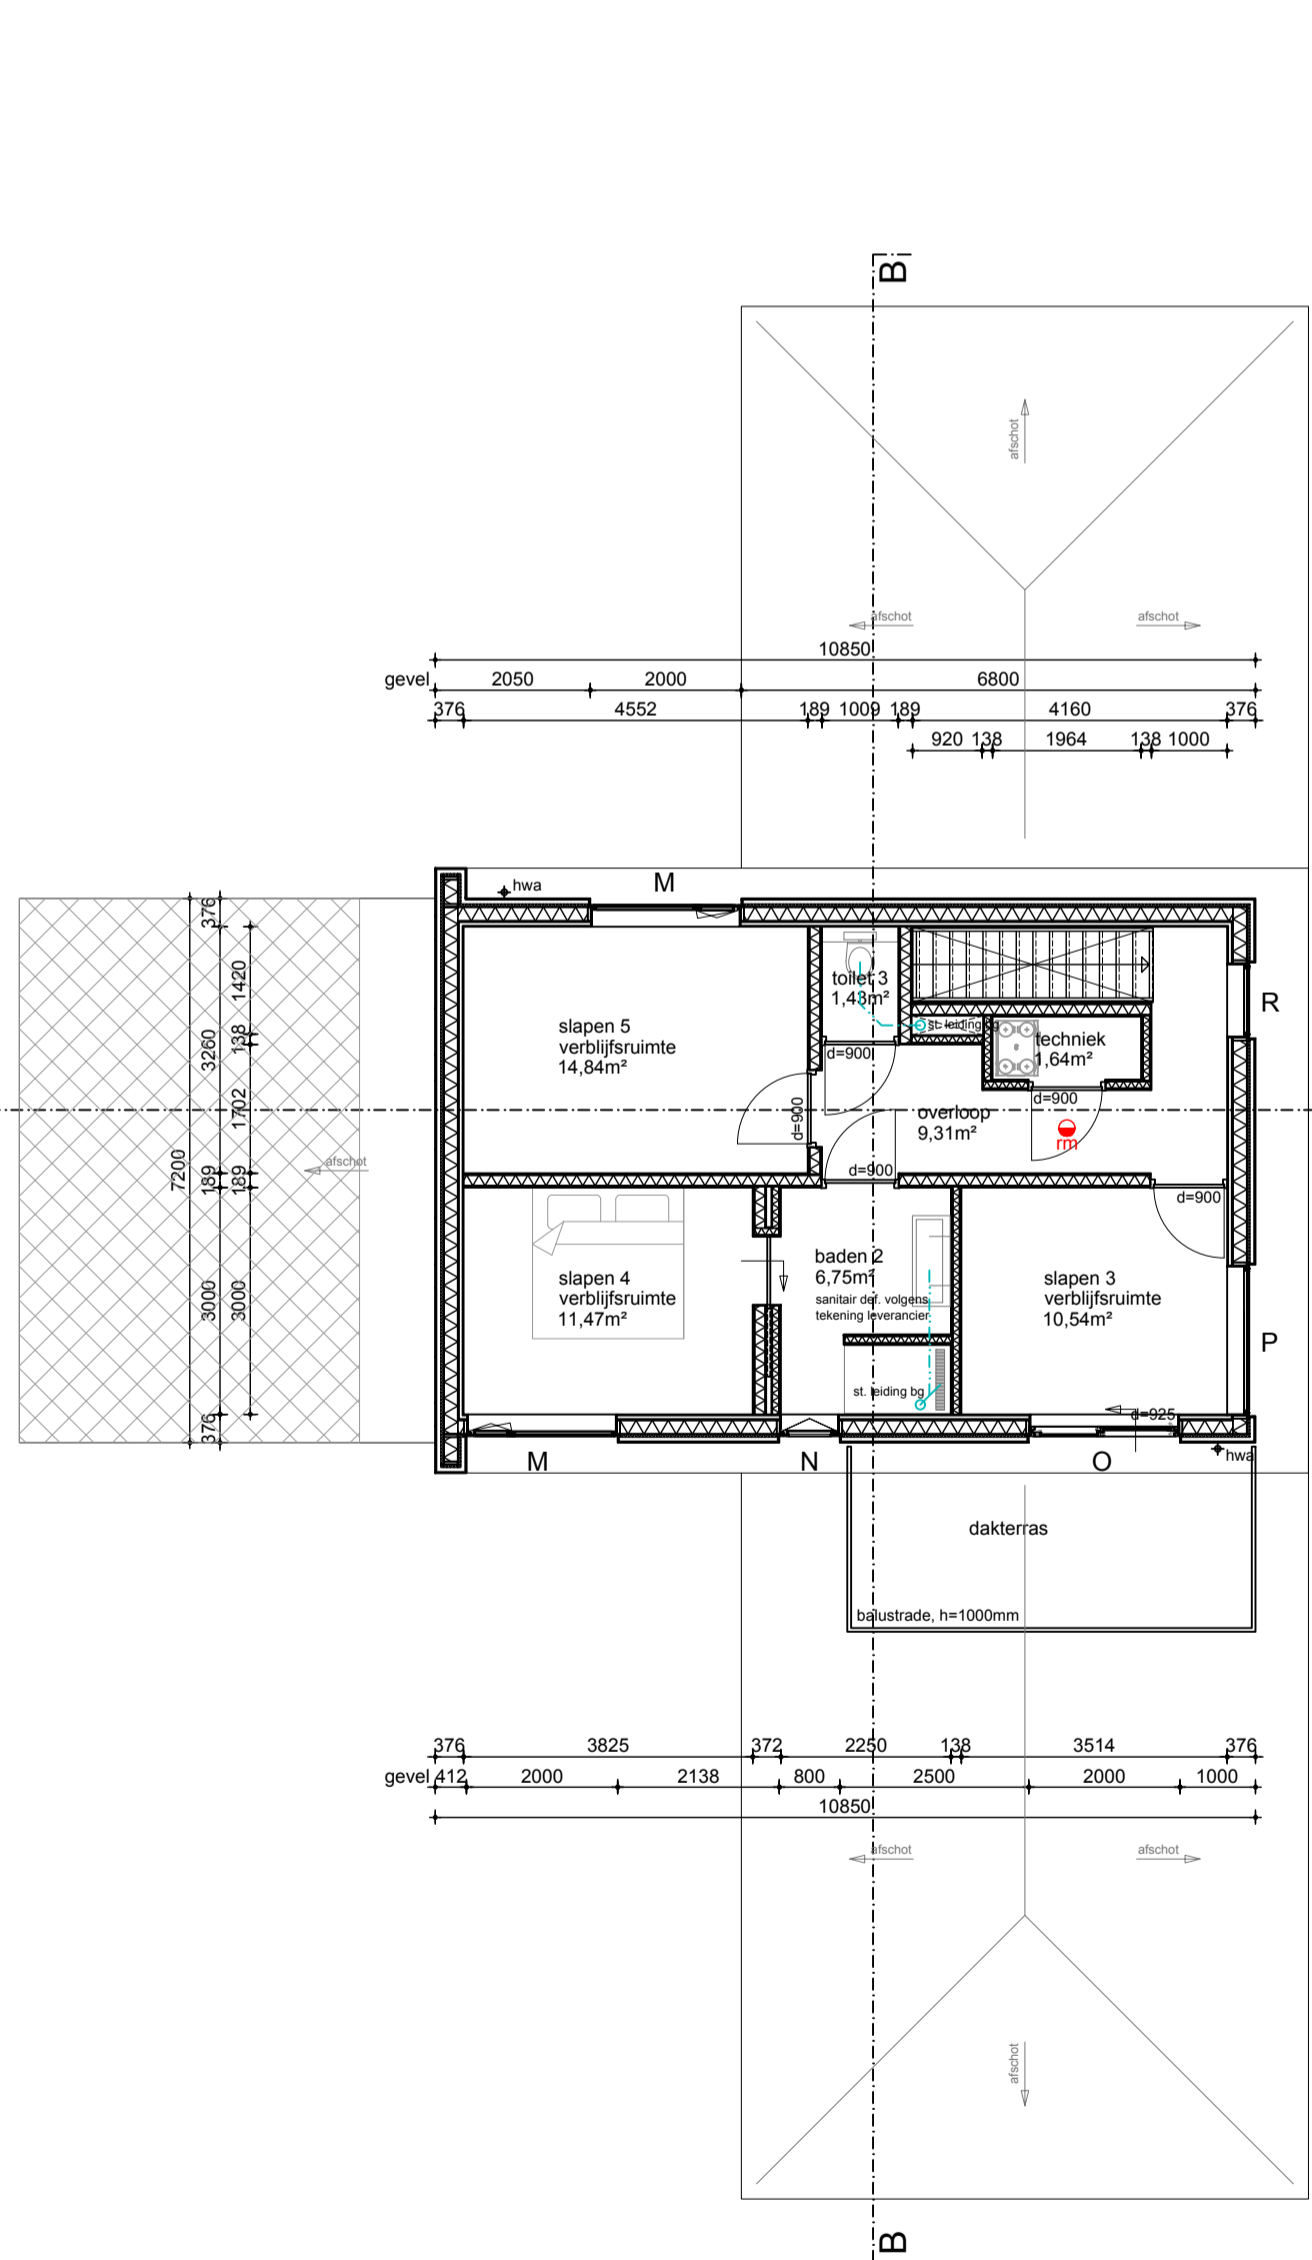 B
afschot
afschot
afschot
10850
gevel
2050
2000
6800
376
4552
189
1009
189
4160
376
920
138
1964
138
1000
hwa
M
376
376
1420
3260
138
1702
7200
189
189
3000
3000
376
afschot
slapen 5
verblijfsruimte
14,84m²
toilet 3
1,43m²
st. leiding bg
techniek
1,64m²
R
d=900
d=900
d=900
overloop
9,31m²
rm
d=900
d=900
slapen 4
verblijfsruimte
11,47m²
baden 2
6,75m²
sanitair def. volgens
tekening leverancier
st. leiding bg
slapen 3
verblijfsruimte
10,54m²
P
d=925
M
N
O
hwa
dakterras
balustrade, h=1000mm
376
3825
372
2250
138
3514
376
gevel
412
2000
2138
800
2500
2000
1000
10850
afschot
afschot
afschot
B